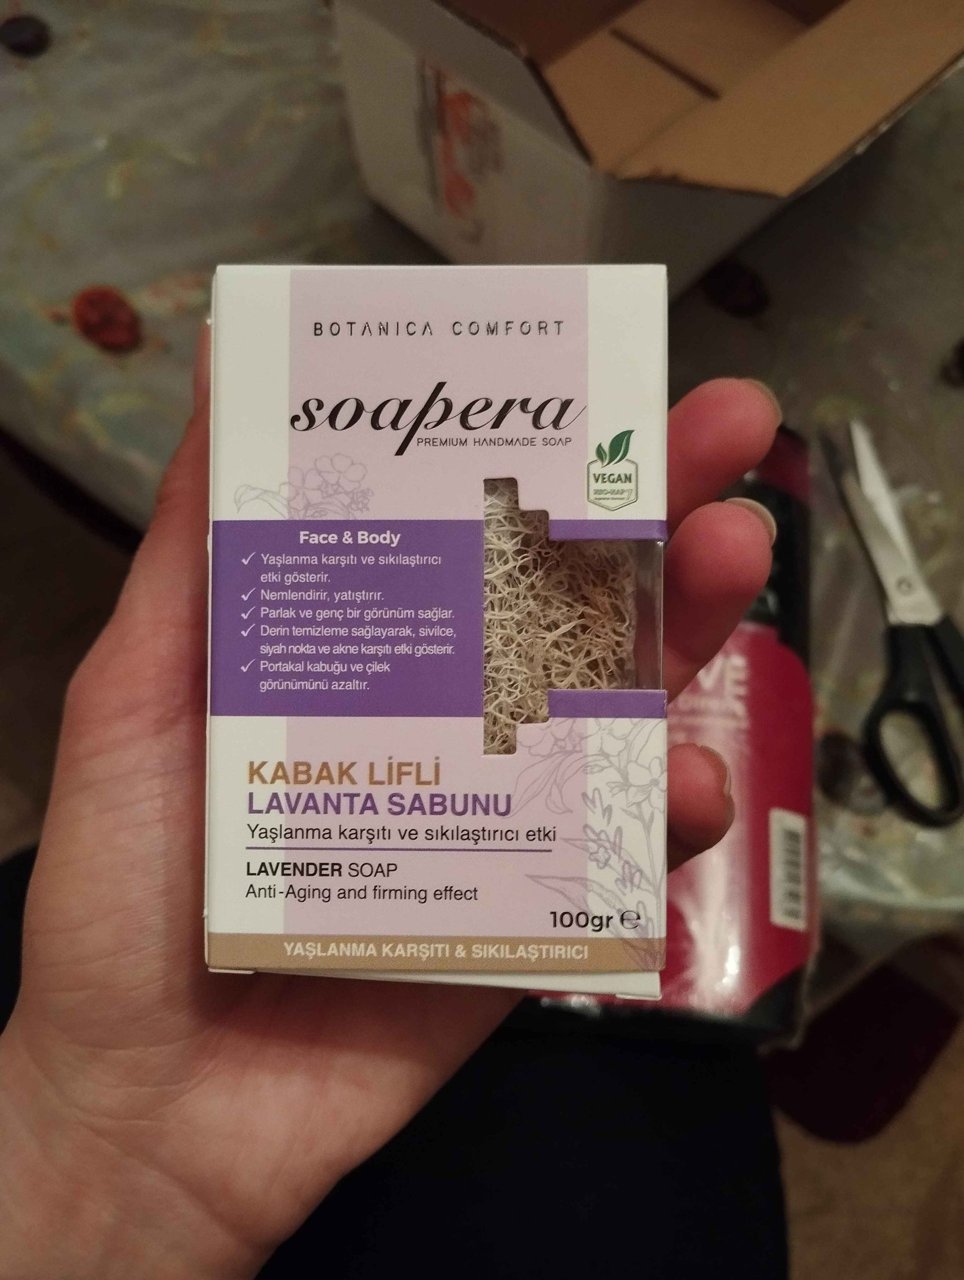 BOTANICA COMFORT
soapera
PREMIUM HANDMADE SOAP
VEGAN
Face & Body
Yaşlanma karşıtı ve sıkılaştırıcı
etki gösterir.
Nemlendirir, yatıştırır.
Parlak ve genç bir görünüm sağlar.
Derin temizleme sağlayarak, sivilce,
siyah nokta ve akne karşıtı etki gösterir.
Portakal kabuğu ve çilek
görünümünü azaltır.
KABAK LİFLİ
LAVANTA SABUNU
Yaşlanma karşıtı ve sıkılaştırıcı etki
LAVENDER SOAP
Anti-Aging and firming effect
100gr ℮
YAŞLANMA KARŞITI & SIKILAŞTIRICI